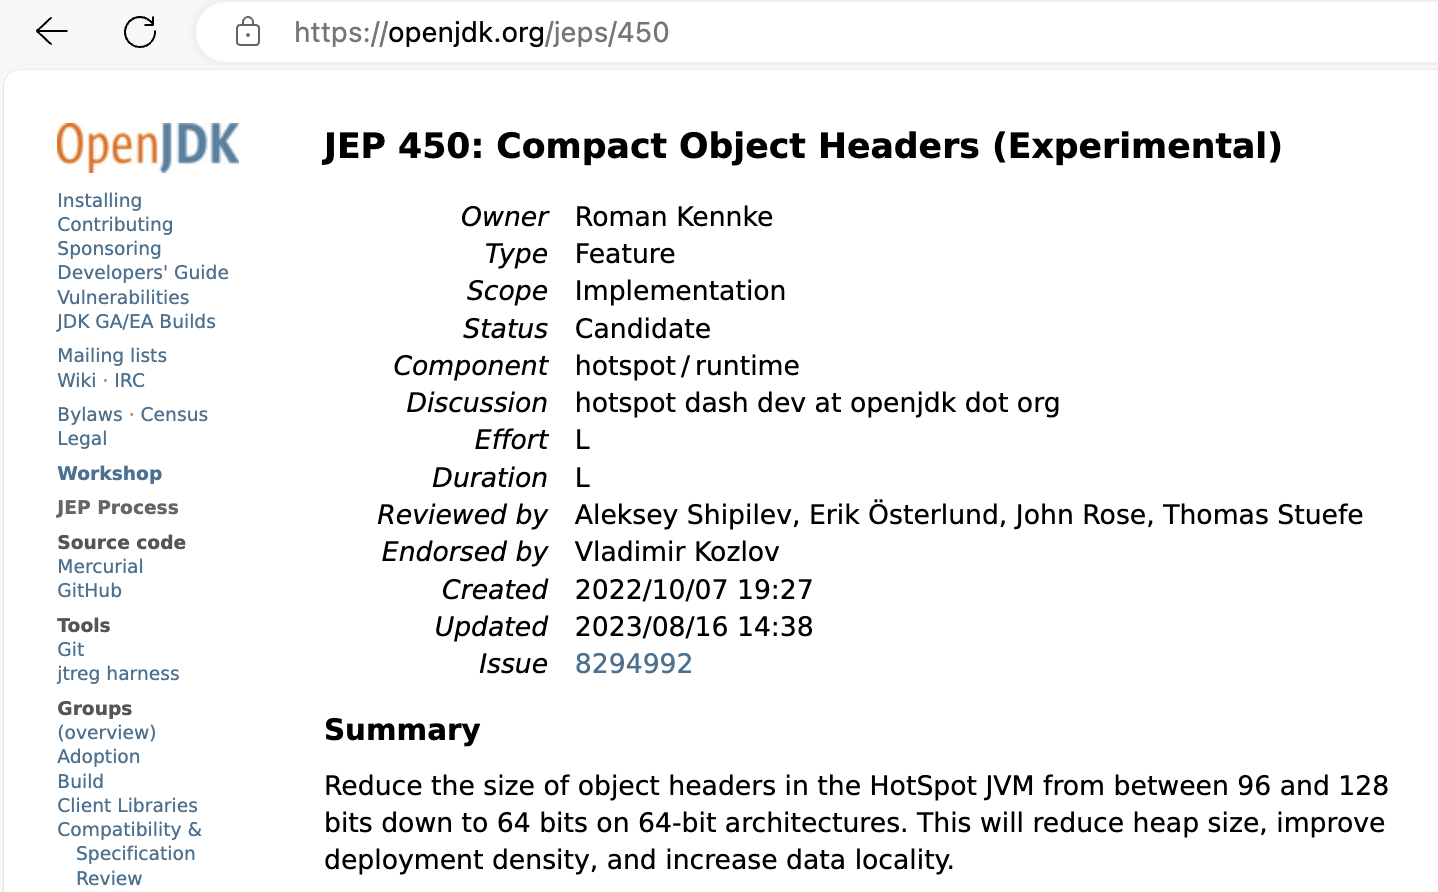 https://openjdk.org/jeps/450
OpenJDK
Installing
Contributing
Sponsoring
Developers' Guide
Vulnerabilities
JDK GA/EA Builds
Mailing lists
Wiki · IRC
Bylaws · Census
Legal
Workshop
JEP Process
Source code
Mercurial
GitHub
Tools
Git
jtreg harness
Groups
(overview)
Adoption
Build
Client Libraries
Compatibility &
Specification
Review
JEP 450: Compact Object Headers (Experimental)
Owner Roman Kennke
Type Feature
Scope Implementation
Status Candidate
Component hotspot / runtime
Discussion hotspot dash dev at openjdk dot org
Effort L
Duration L
Reviewed by Aleksey Shipilev, Erik Österlund, John Rose, Thomas Stuefe
Endorsed by Vladimir Kozlov
Created 2022/10/07 19:27
Updated 2023/08/16 14:38
Issue 8294992
Summary
Reduce the size of object headers in the HotSpot JVM from between 96 and 128
bits down to 64 bits on 64-bit architectures. This will reduce heap size, improve
deployment density, and increase data locality.